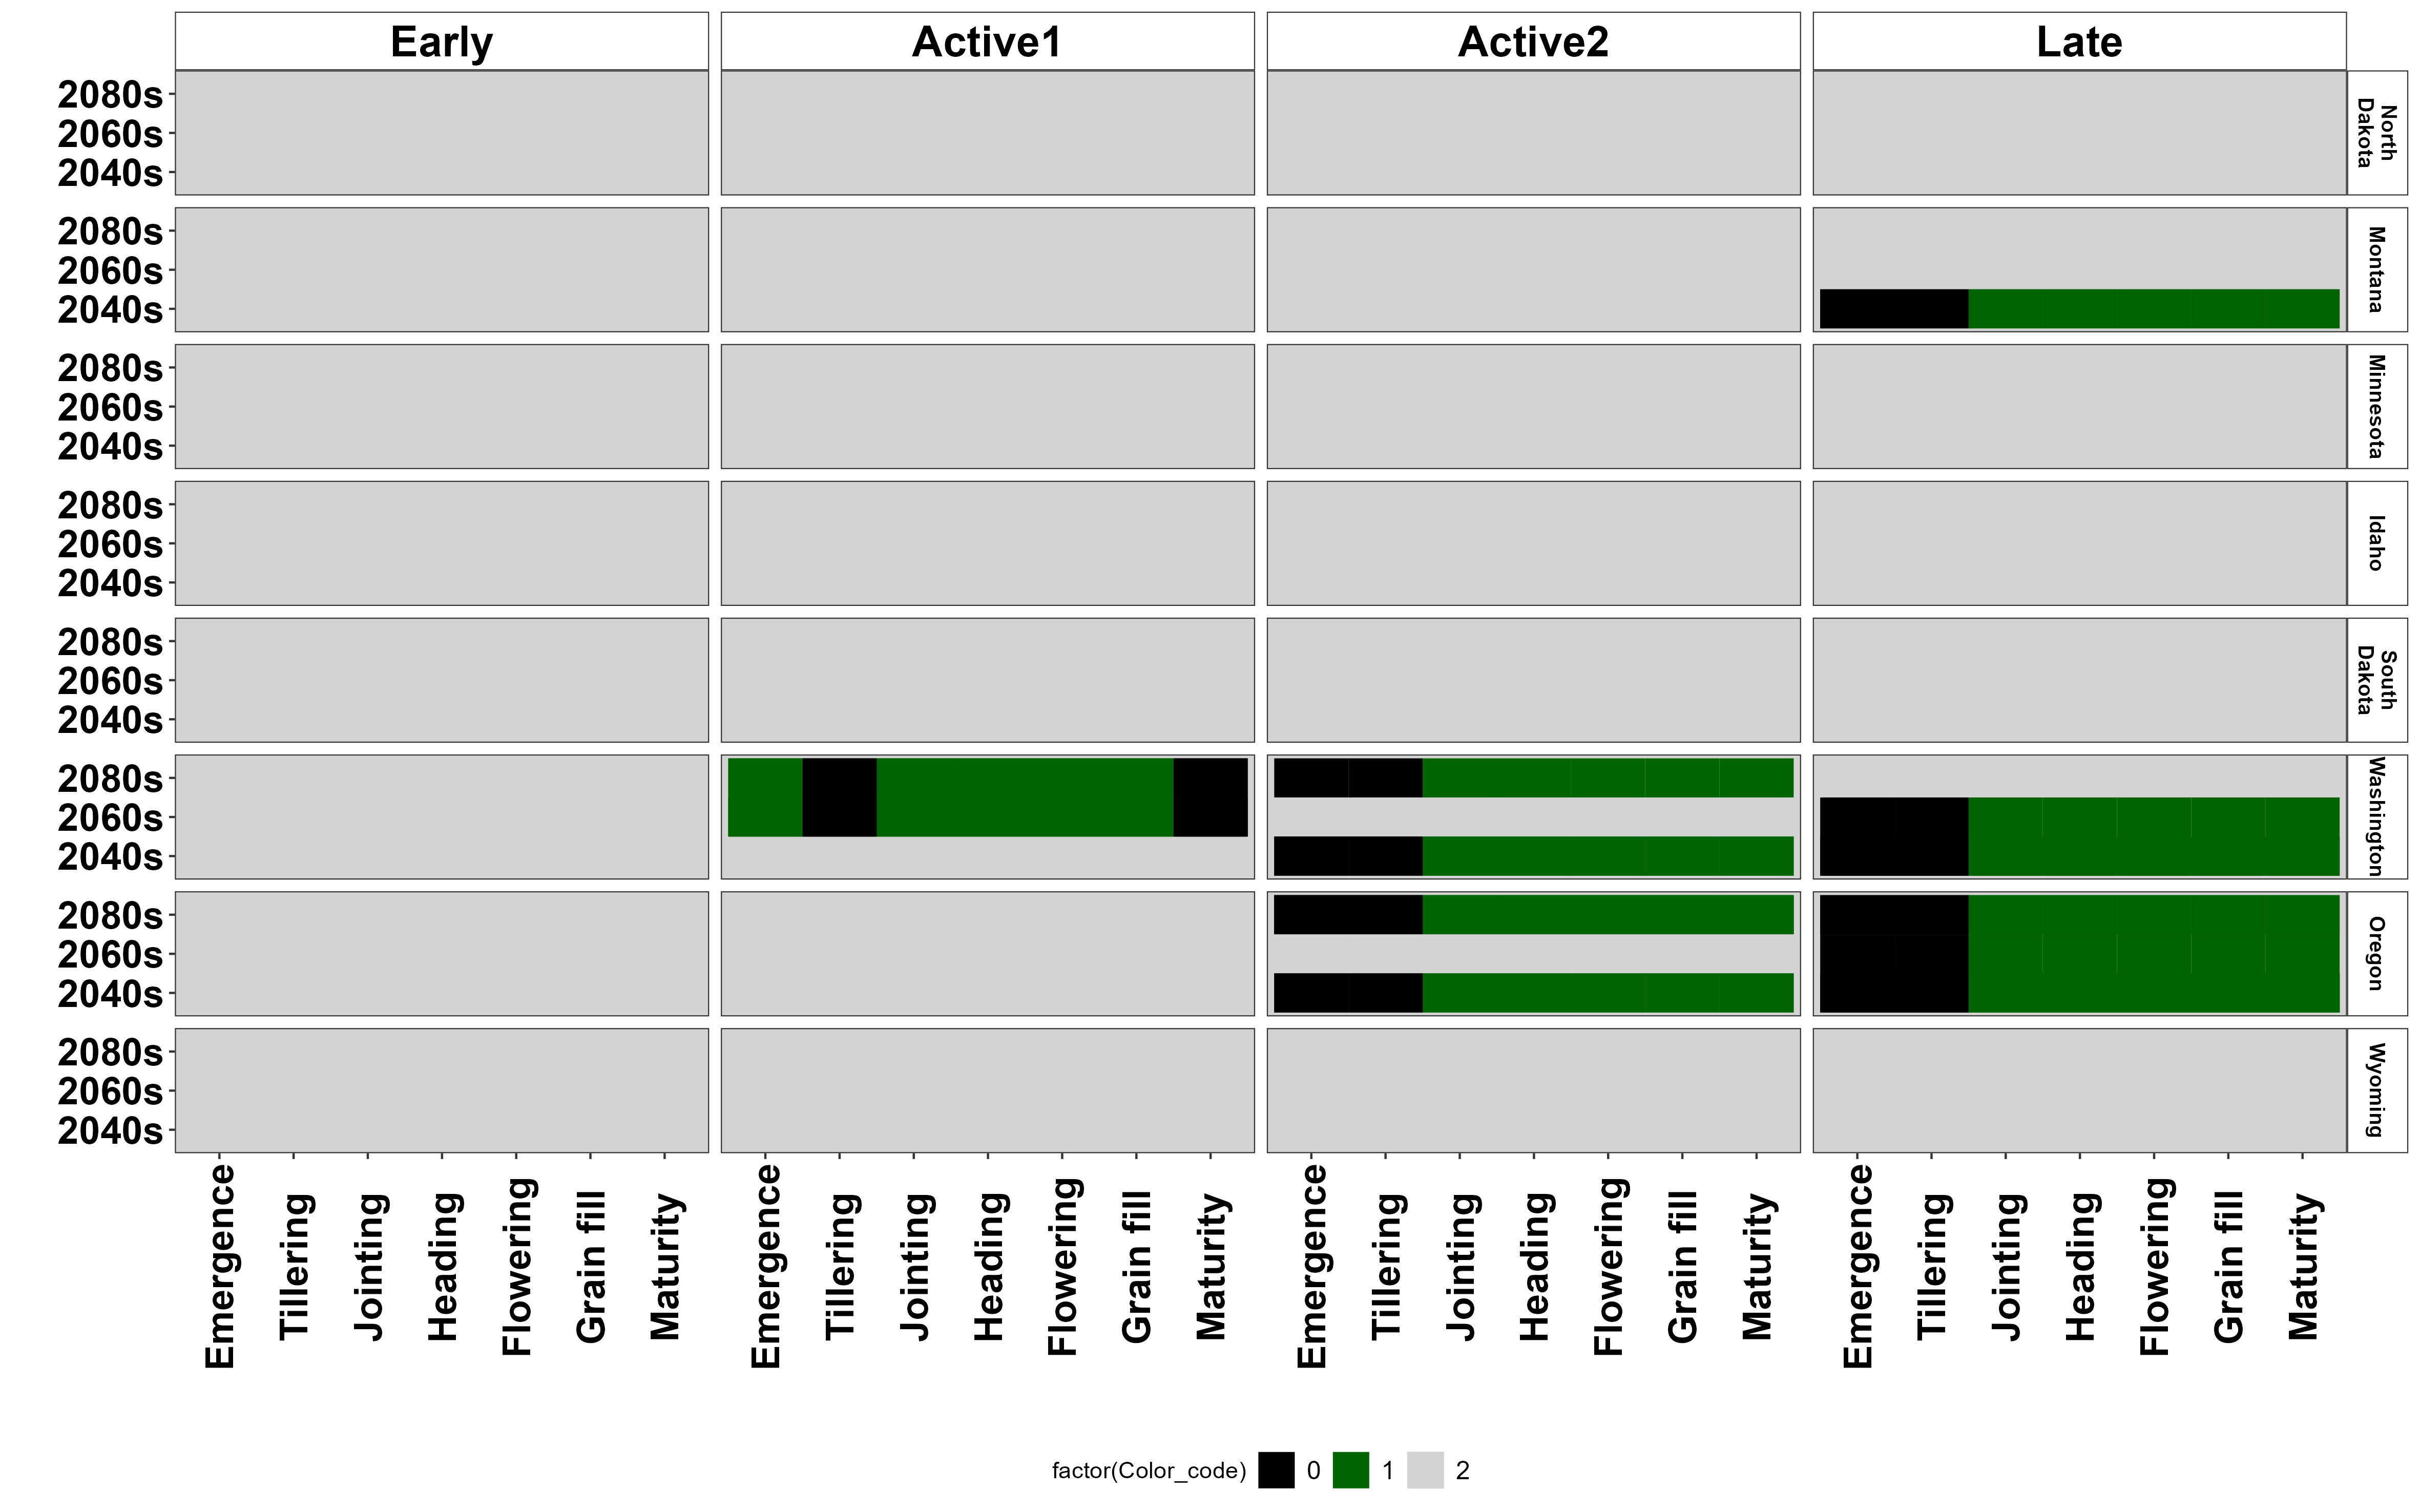 Early Active1 Active2 Late
2080s
2060s
2040s
North
Dakota
2080s
2060s
2040s
Montana
2080s
2060s
2040s
Minnesota
2080s
2060s
2040s
Idaho
2080s
2060s
2040s
South
Dakota
2080s
2060s
2040s
Washington
2080s
2060s
2040s
Oregon
2080s
2060s
2040s
Wyoming
Emergence Tillering Jointing Heading Flowering Grain fill Maturity Emergence Tillering Jointing Heading Flowering Grain fill Maturity Emergence Tillering Jointing Heading Flowering Grain fill Maturity Emergence Tillering Jointing Heading Flowering Grain fill Maturity
factor(Color_code) 0 1 2